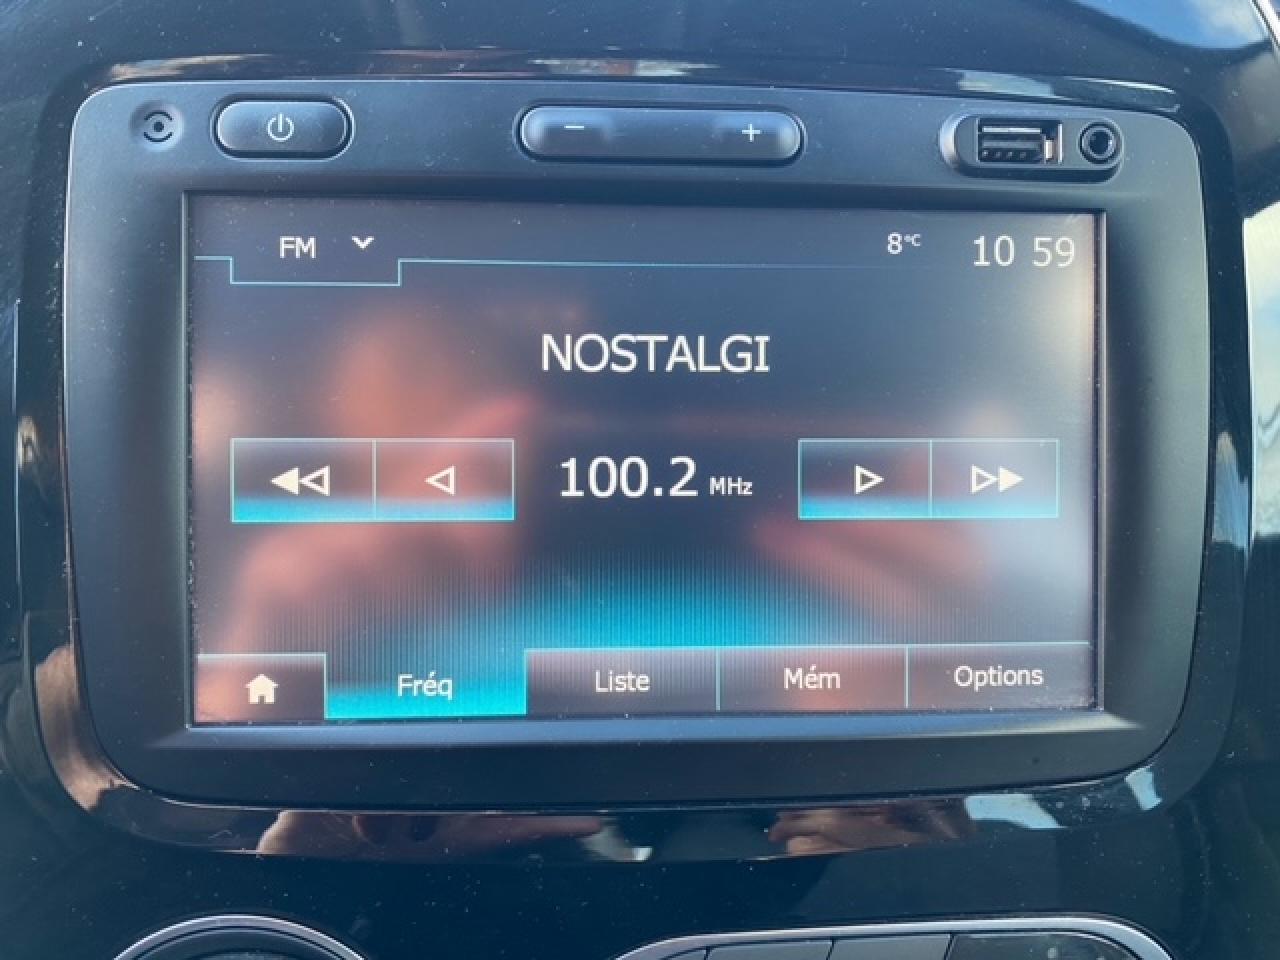 FM 8°C 10 59
NOSTALGI
100.2 MHz
Fréq Liste Mém Options